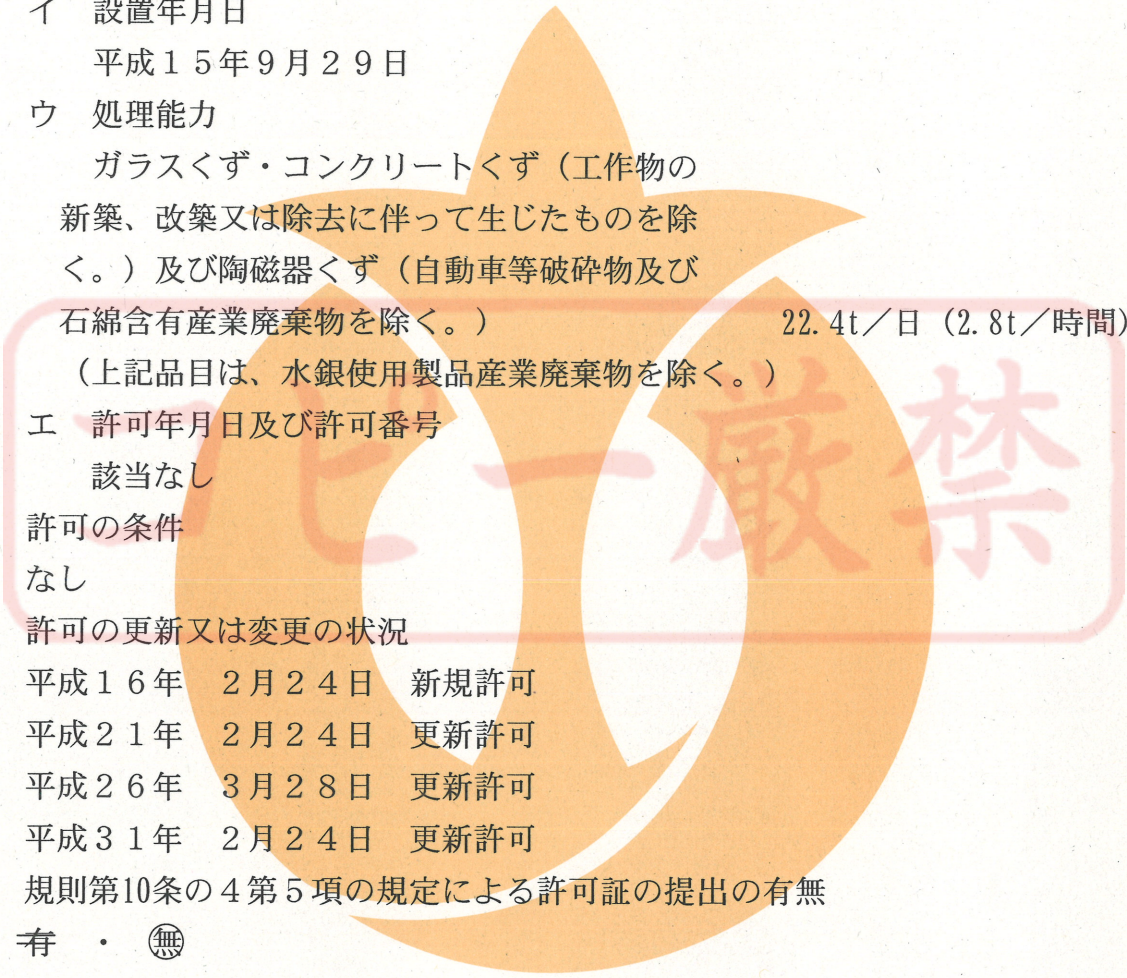 イ　設置年月日
平成１５年９月２９日
ウ　処理能力
ガラスくず・コンクリートくず（工作物の
新築、改築又は除去に伴って生じたものを除
く。）及び陶磁器くず（自動車等破砕物及び
石綿含有産業廃棄物を除く。）　22.4t／日（2.8t／時間）
（上記品目は、水銀使用製品産業廃棄物を除く。）
エ　許可年月日及び許可番号
該当なし
許可の条件
なし
許可の更新又は変更の状況
平成１６年　２月２４日　新規許可
平成２１年　２月２４日　更新許可
平成２６年　３月２８日　更新許可
平成３１年　２月２４日　更新許可
規則第10条の４第５項の規定による許可証の提出の有無
有　・　無
コピー厳禁